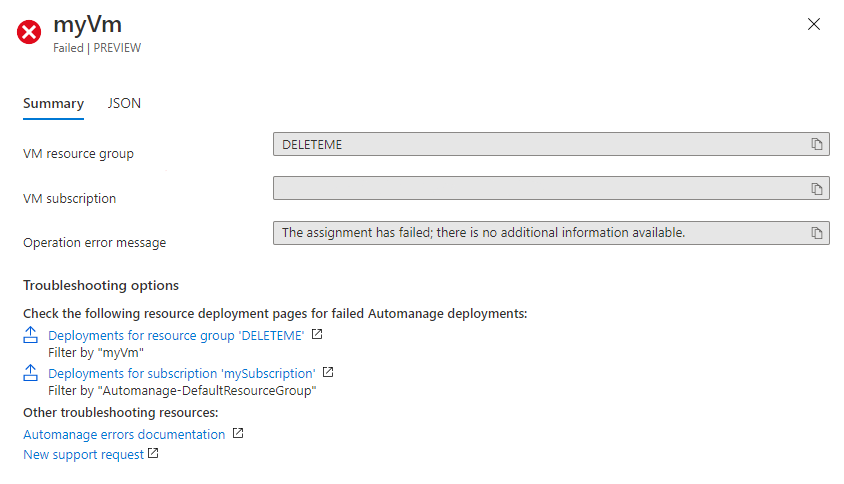 myVm
Failed | PREVIEW
Summary JSON
VM resource group DELETEME
VM subscription
Operation error message The assignment has failed; there is no additional information available.
Troubleshooting options
Check the following resource deployment pages for failed Automanage deployments:
Deployments for resource group 'DELETEME'
Filter by "myVm"
Deployments for subscription 'mySubscription'
Filter by "Automanage-DefaultResourceGroup"
Other troubleshooting resources:
Automanage errors documentation
New support request